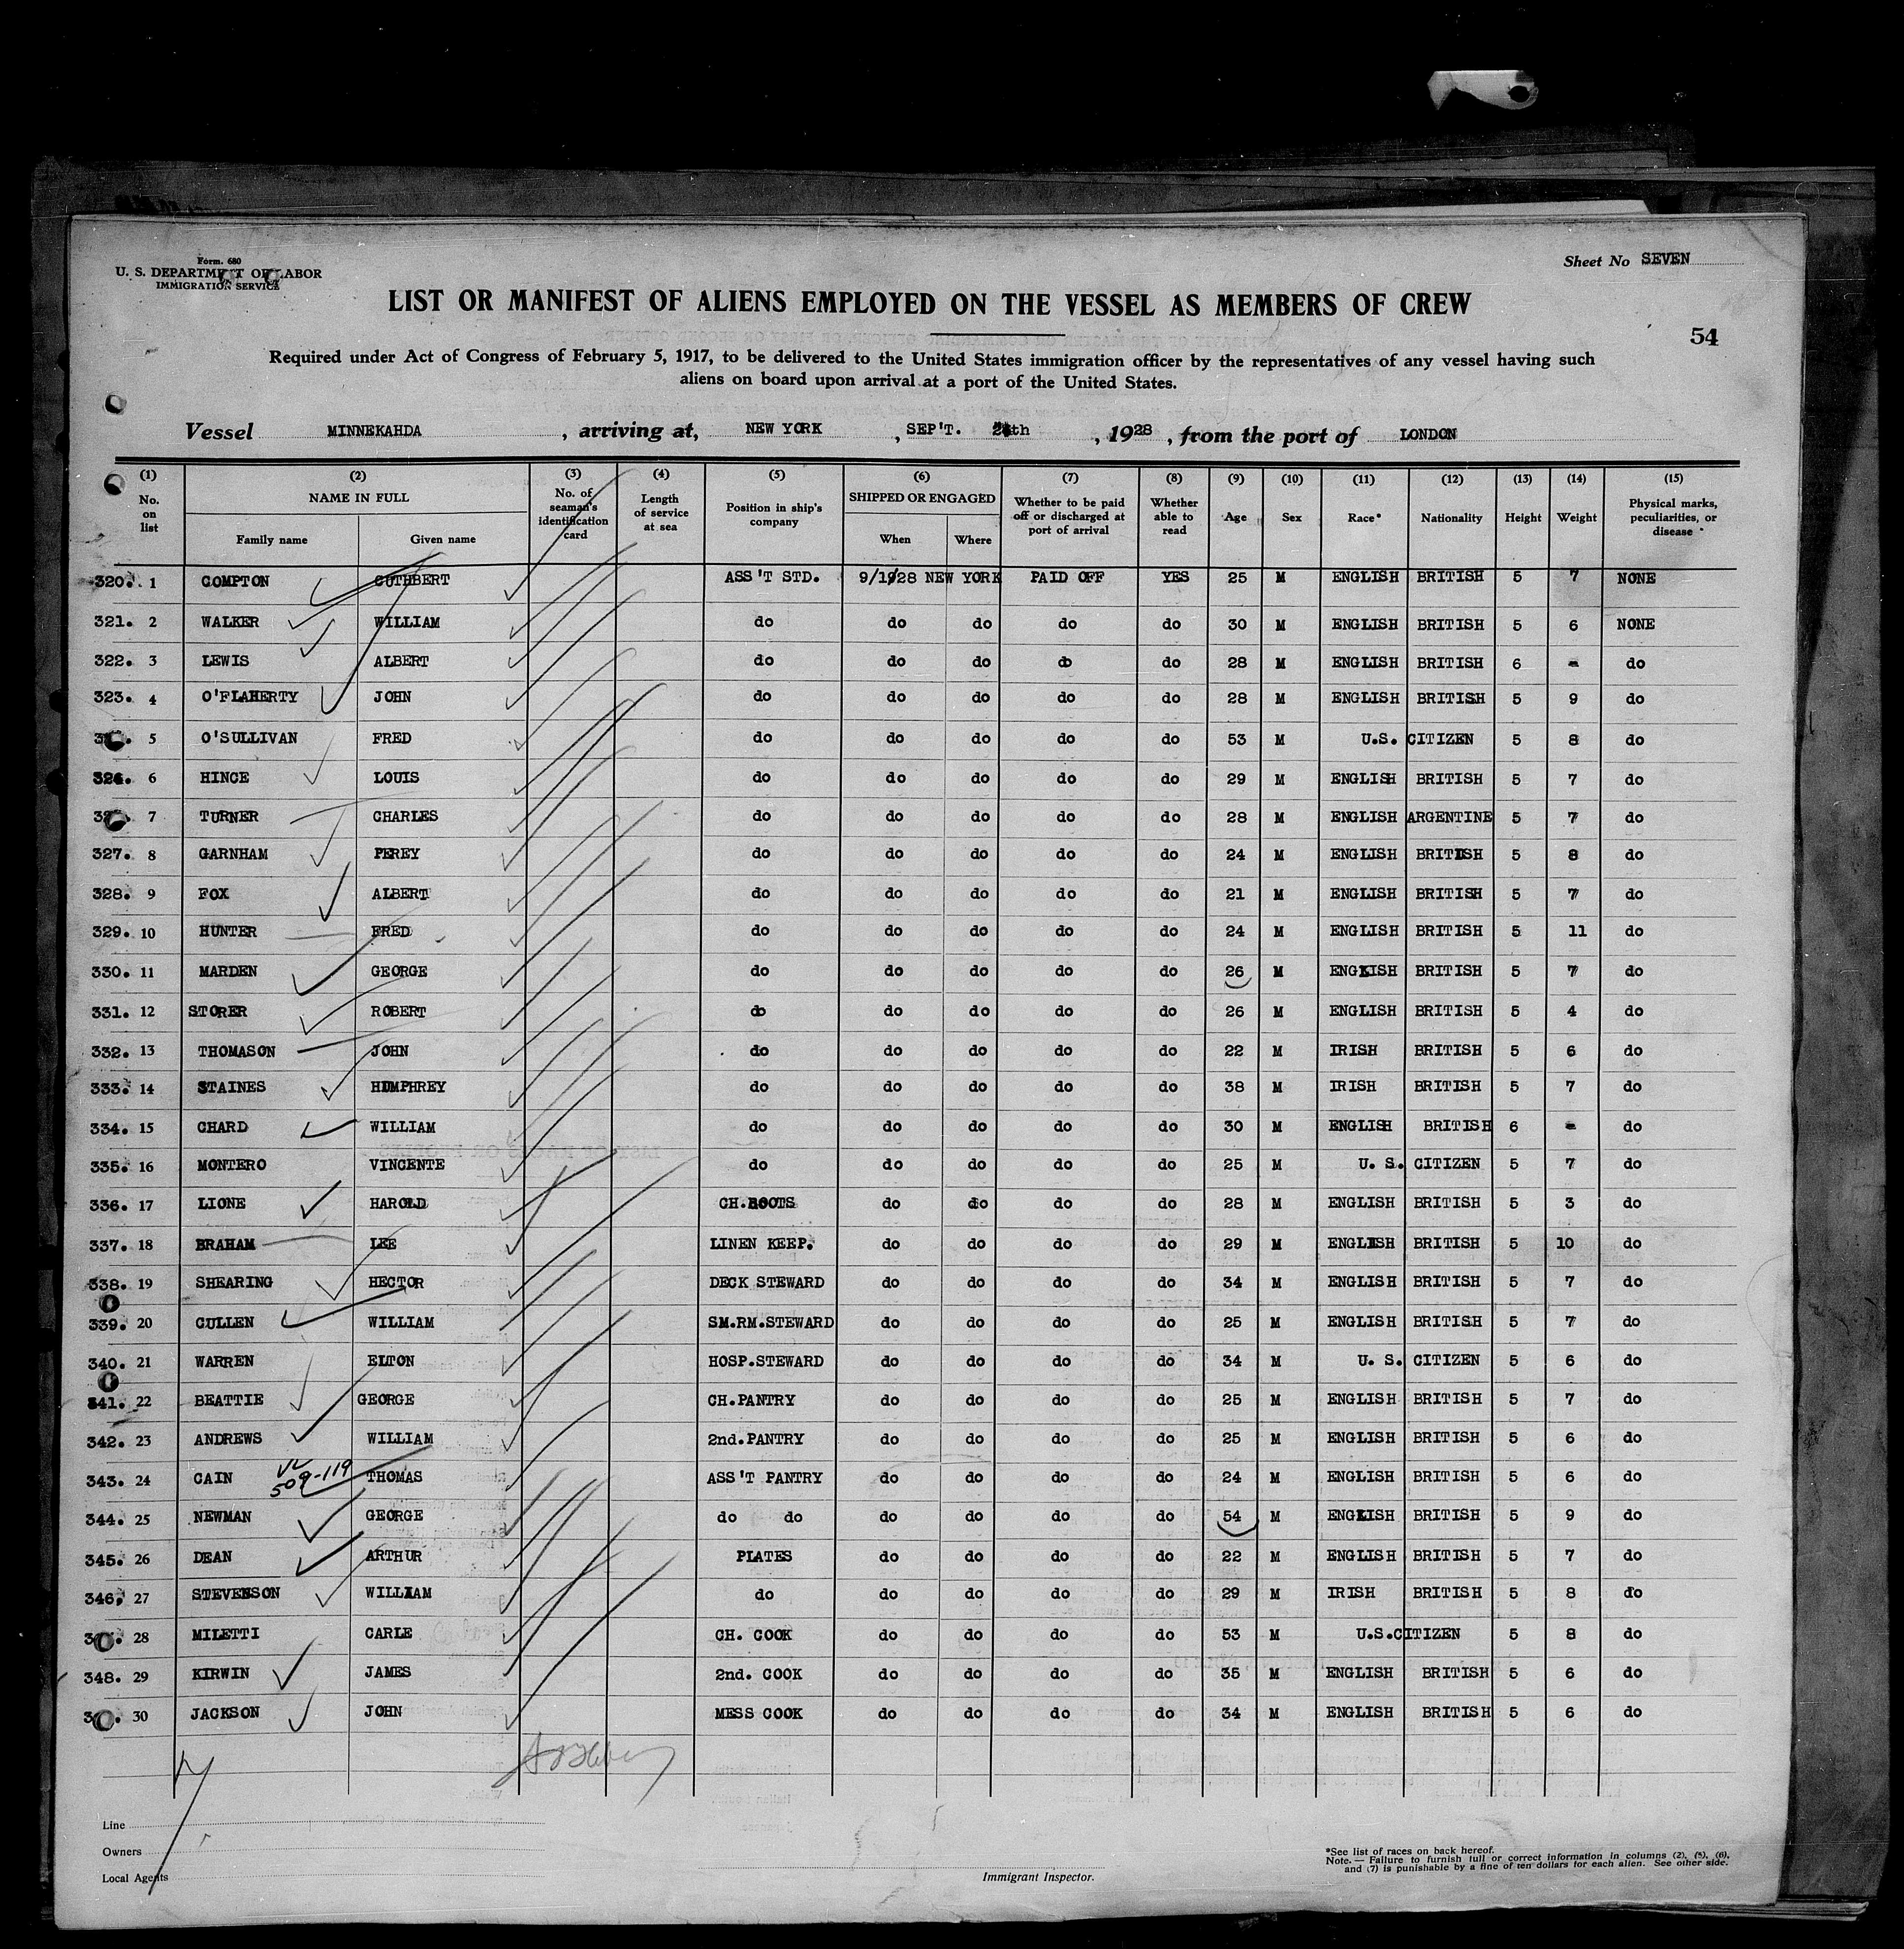 Form. 680
U. S. DEPARTMENT OF LABOR
IMMIGRATION SERVICE
Sheet No SEVEN
LIST OR MANIFEST OF ALIENS EMPLOYED ON THE VESSEL AS MEMBERS OF CREW
54
Required under Act of Congress of February 5, 1917, to be delivered to the United States immigration officer by the representatives of any vessel having such
aliens on board upon arrival at a port of the United States.
Vessel MINNEKAHDA, arriving at, NEW YORK, SEP'T. th, 1928, from the port of LONDON
(1) (2) (3) (4) (5) (6) (7) (8) (9) (10) (11) (12) (13) (14) (15)
No. on list NAME IN FULL Family name Given name No. of seaman's identification card Length of service at sea Position in ship's company SHIPPED OR ENGAGED When Where Whether to be paid off or discharged at port of arrival Whether able to read Age Sex Race* Nationality Height Weight Physical marks, peculiarities, or disease
320. 1 COMPTON CUTHBERT ASS'T STD. 9/19/28 NEW YORK PAID OFF YES 25 M ENGLISH BRITISH 5 7 NONE
321. 2 WALKER WILLIAM do do do do do 30 M ENGLISH BRITISH 5 6 NONE
322. 3 LEWIS ALBERT do do do do do 28 M ENGLISH BRITISH 6 - do
323. 4 O'FLAHERTY JOHN do do do do do 28 M ENGLISH BRITISH 5 9 do
5 O'SULLIVAN FRED do do do do do 53 M U.S. CITIZEN 5 8 do
6 HINCE LOUIS do do do do do 29 M ENGLISH BRITISH 5 7 do
7 TURNER CHARLES do do do do do 28 M ENGLISH ARGENTINE 5 7 do
327. 8 GARNHAM PEREY do do do do do 24 M ENGLISH BRITISH 5 8 do
328. 9 FOX ALBERT do do do do do 21 M ENGLISH BRITISH 5 7 do
329. 10 HUNTER FRED do do do do do 24 M ENGLISH BRITISH 5 11 do
330. 11 MARDEN GEORGE do do do do do 26 M ENGLISH BRITISH 5 7 do
331. 12 STORER ROBERT do do do do do 26 M ENGLISH BRITISH 5 4 do
332. 13 THOMASON JOHN do do do do do 22 M IRISH BRITISH 5 6 do
333. 14 STAINES HUMPHREY do do do do do 38 M IRISH BRITISH 5 7 do
334. 15 CHARD WILLIAM do do do do do 30 M ENGLISH BRITISH 6 - do
335. 16 MONTERO VINCENTE do do do do do 25 M U. S. CITIZEN 5 7 do
336. 17 LIONE HAROLD CH.BOOTS do do do do 28 M ENGLISH BRITISH 5 3 do
337. 18 BRAHAM LEE LINEN KEEP. do do do do 29 M ENGLISH BRITISH 5 10 do
338. 19 SHEARING HECTOR DECK STEWARD do do do do 34 M ENGLISH BRITISH 5 7 do
339. 20 CULLEN WILLIAM SM.RM.STEWARD do do do do 25 M ENGLISH BRITISH 5 7 do
340. 21 WARREN ELTON HOSP.STEWARD do do do do 34 M U. S. CITIZEN 5 6 do
341. 22 BEATTIE GEORGE CH.PANTRY do do do do 25 M ENGLISH BRITISH 5 7 do
342. 23 ANDREWS WILLIAM 2nd.PANTRY do do do do 25 M ENGLISH BRITISH 5 6 do
343. 24 CAIN 509-119 THOMAS ASS'T PANTRY do do do do 24 M ENGLISH BRITISH 5 6 do
344. 25 NEWMAN GEORGE do do do do do do 54 M ENGLISH BRITISH 5 9 do
345. 26 DEAN ARTHUR PLATES do do do do 22 M ENGLISH BRITISH 5 7 do
346. 27 STEVENSON WILLIAM do do do do do 29 M IRISH BRITISH 5 8 do
28 MILETTI CARLE CH. COOK do do do do 53 M U.S.CITIZEN 5 8 do
348. 29 KIRWIN JAMES 2nd. COOK do do do do 35 M ENGLISH BRITISH 5 6 do
30 JACKSON JOHN MESS COOK do do do do 34 M ENGLISH BRITISH 5 6 do
Line
Owners
Local Agents
Immigrant Inspector.
*See list of races on back hereof.
Note.— Failure to furnish full or correct information in columns (2), (5), (6),
and (7) is punishable by a fine of ten dollars for each alien. See other side.